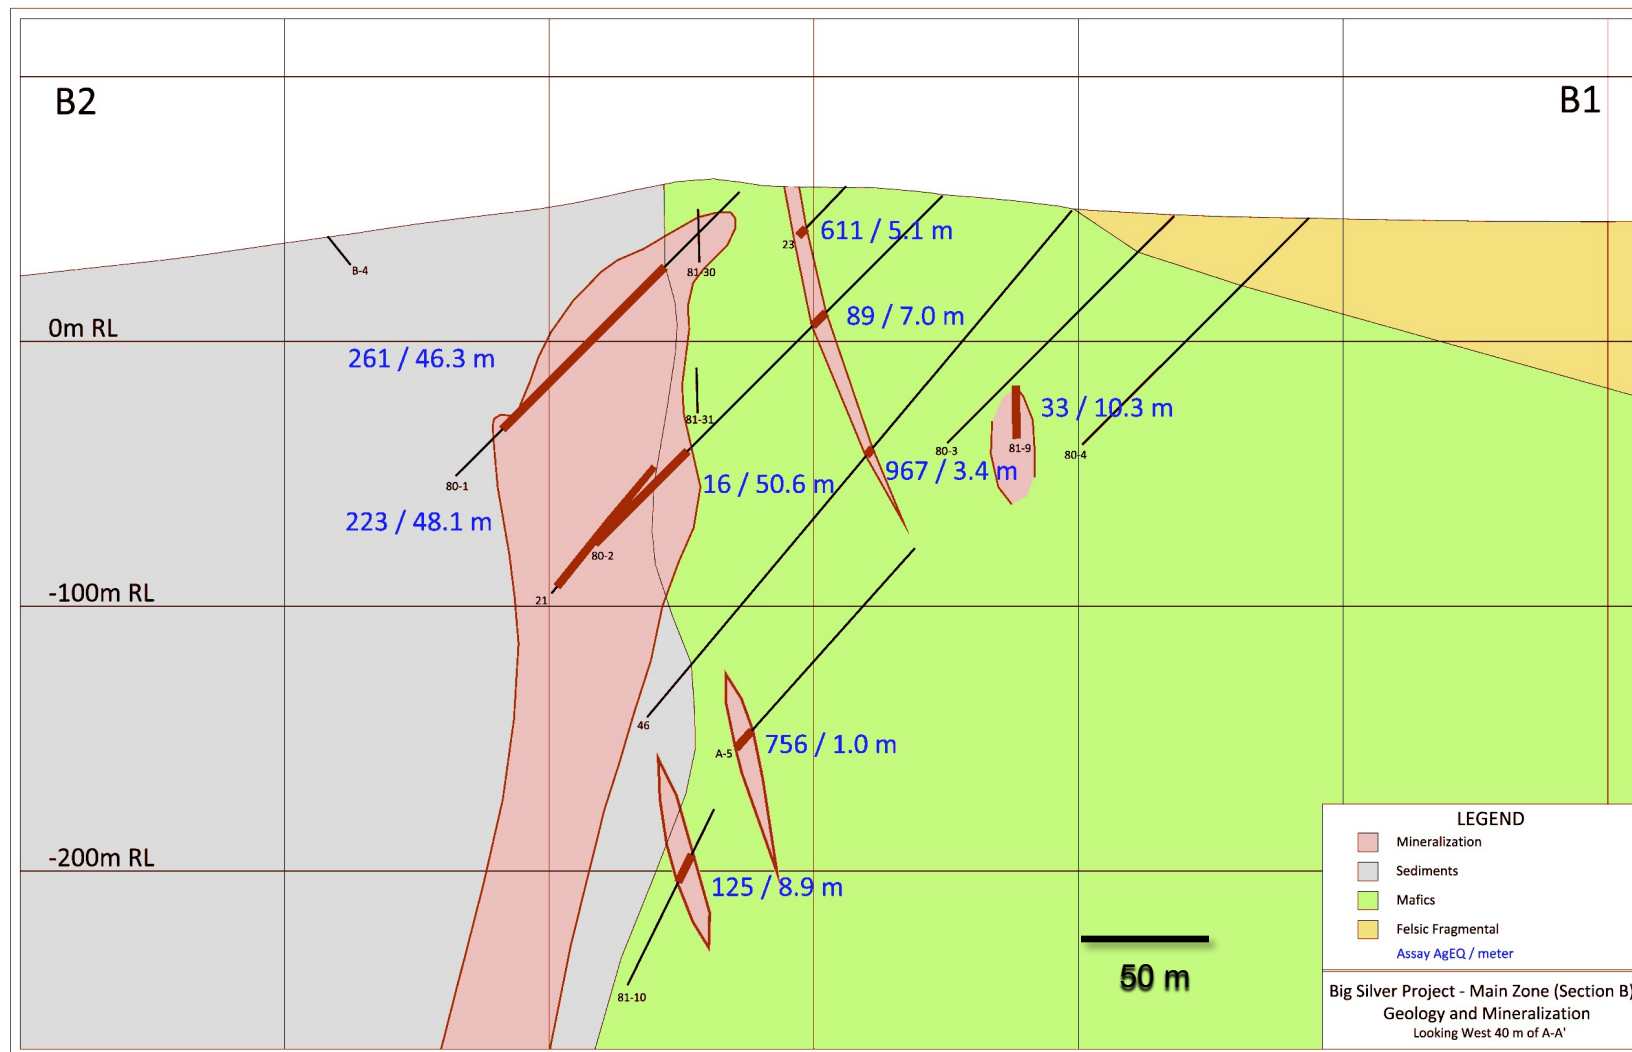 B2
B1
23
611 / 5.1 m
B-4
81-30
0m RL
89 / 7.0 m
261 / 46.3 m
33 / 10.3 m
81-31
80-3
81-9
80-4
967 / 3.4 m
80-1
16 / 50.6 m
223 / 48.1 m
80-2
-100m RL
21
46
A-5
756 / 1.0 m
-200m RL
125 / 8.9 m
81-10
50 m
LEGEND
Mineralization
Sediments
Mafics
Felsic Fragmental
Assay AgEQ / meter
Big Silver Project - Main Zone (Section B)
Geology and Mineralization
Looking West 40 m of A-A'